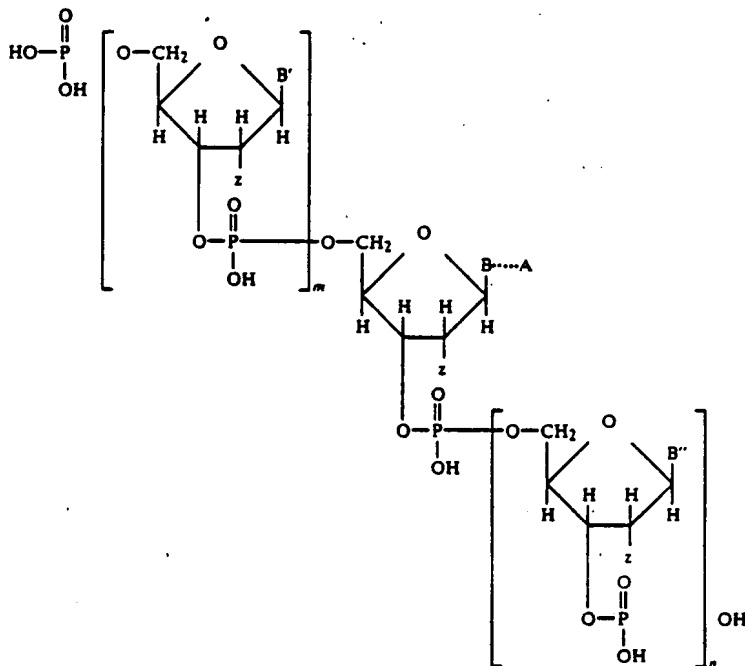 O
HO—P
OH
O—CH₂ O
B'
H H H H
z
O
O—P
OH
m
O—CH₂ O
B·····A
H H H H
z
O
O—P
OH
O—CH₂ O
B''
H H H H
z
O
O—P
OH
OH
n